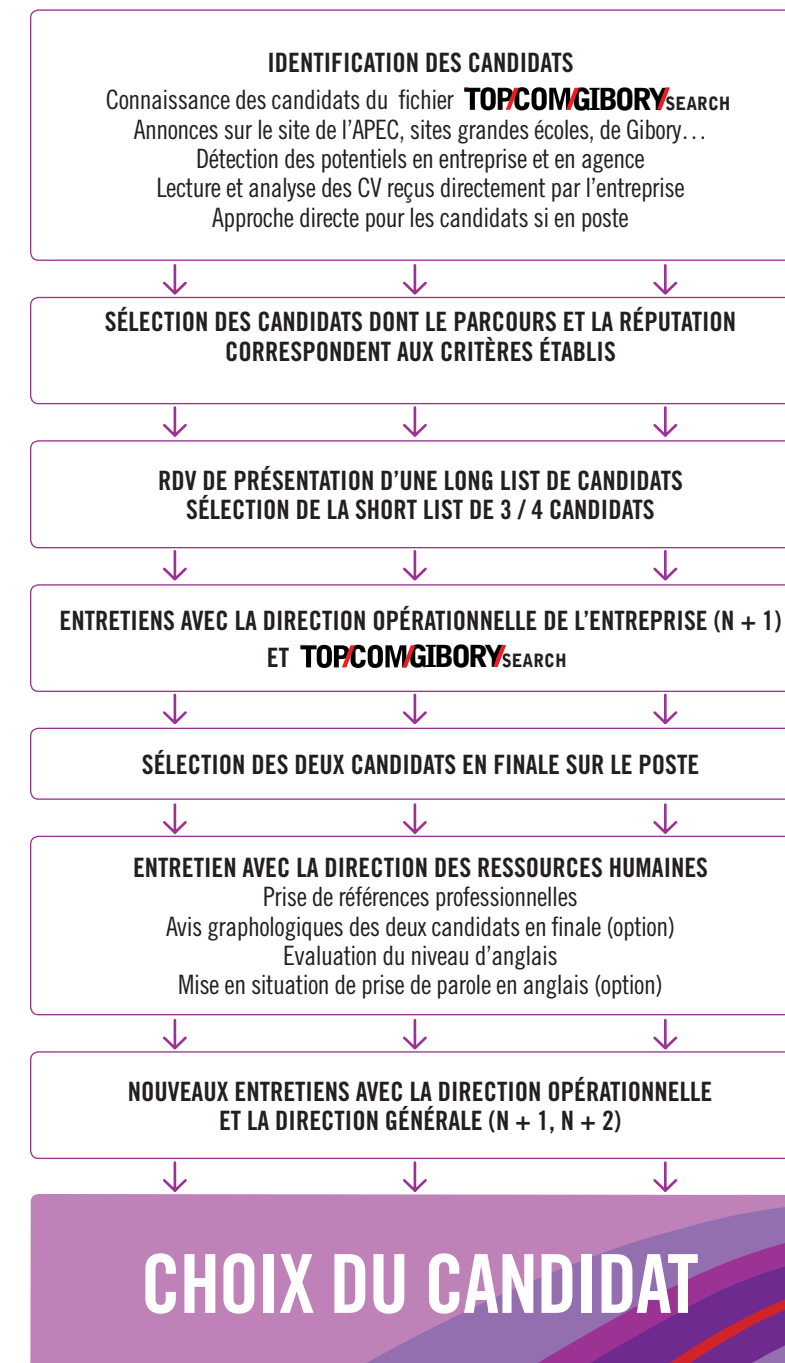 IDENTIFICATION DES CANDIDATS
Connaissance des candidats du fichier TOP/COM/GIBORY/SEARCH
Annonces sur le site de l’APEC, sites grandes écoles, de Gibory…
Détection des potentiels en entreprise et en agence
Lecture et analyse des CV reçus directement par l’entreprise
Approche directe pour les candidats si en poste
SÉLECTION DES CANDIDATS DONT LE PARCOURS ET LA RÉPUTATION
CORRESPONDENT AUX CRITÈRES ÉTABLIS
RDV DE PRÉSENTATION D’UNE LONG LIST DE CANDIDATS
SÉLECTION DE LA SHORT LIST DE 3 / 4 CANDIDATS
ENTRETIENS AVEC LA DIRECTION OPÉRATIONNELLE DE L’ENTREPRISE (N + 1)
ET TOP/COM/GIBORY/SEARCH
SÉLECTION DES DEUX CANDIDATS EN FINALE SUR LE POSTE
ENTRETIEN AVEC LA DIRECTION DES RESSOURCES HUMAINES
Prise de références professionnelles
Avis graphologiques des deux candidats en finale (option)
Evaluation du niveau d’anglais
Mise en situation de prise de parole en anglais (option)
NOUVEAUX ENTRETIENS AVEC LA DIRECTION OPÉRATIONNELLE
ET LA DIRECTION GÉNÉRALE (N + 1, N + 2)
CHOIX DU CANDIDAT